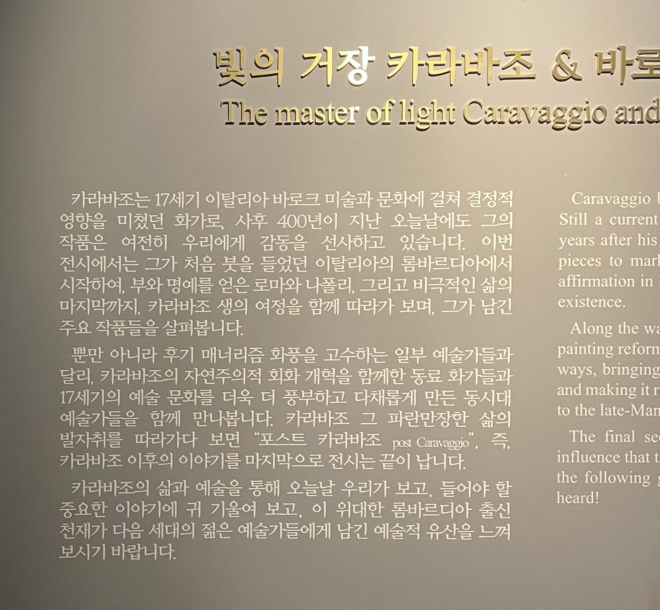 빛의 거장 카라바조 & 바로
The master of light Caravaggio and
카라바조는 17세기 이탈리아 바로크 미술과 문화에 걸쳐 결정적
영향을 미쳤던 화가로, 사후 400년이 지난 오늘날에도 그의
작품은 여전히 우리에게 감동을 선사하고 있습니다. 이번
전시에서는 그가 처음 붓을 들었던 이탈리아의 롬바르디아에서
시작하여, 부와 명예를 얻은 로마와 나폴리, 그리고 비극적인 삶의
마지막까지, 카라바조 생의 여정을 함께 따라가 보며, 그가 남긴
주요 작품들을 살펴봅니다.
뿐만 아니라 후기 매너리즘 화풍을 고수하는 일부 예술가들과
달리, 카라바조의 자연주의적 회화 개혁을 함께한 동료 화가들과
17세기의 예술 문화를 더욱 더 풍부하고 다채롭게 만든 동시대
예술가들을 함께 만나봅니다. 카라바조 그 파란만장한 삶의
발자취를 따라가다 보면 “포스트 카라바조 post Caravaggio”, 즉,
카라바조 이후의 이야기를 마지막으로 전시는 끝이 납니다.
카라바조의 삶과 예술을 통해 오늘날 우리가 보고, 들어야 할
중요한 이야기에 귀 기울여 보고, 이 위대한 롬바르디아 출신
천재가 다음 세대의 젊은 예술가들에게 남긴 예술적 유산을 느껴
보시기 바랍니다.
Caravaggio
Still a current
years after his
pieces to mark
affirmation in
existence.
Along the wa
painting reform
ways, bringing
and making it r
to the late-Man
The final se
influence that t
the following g
heard!